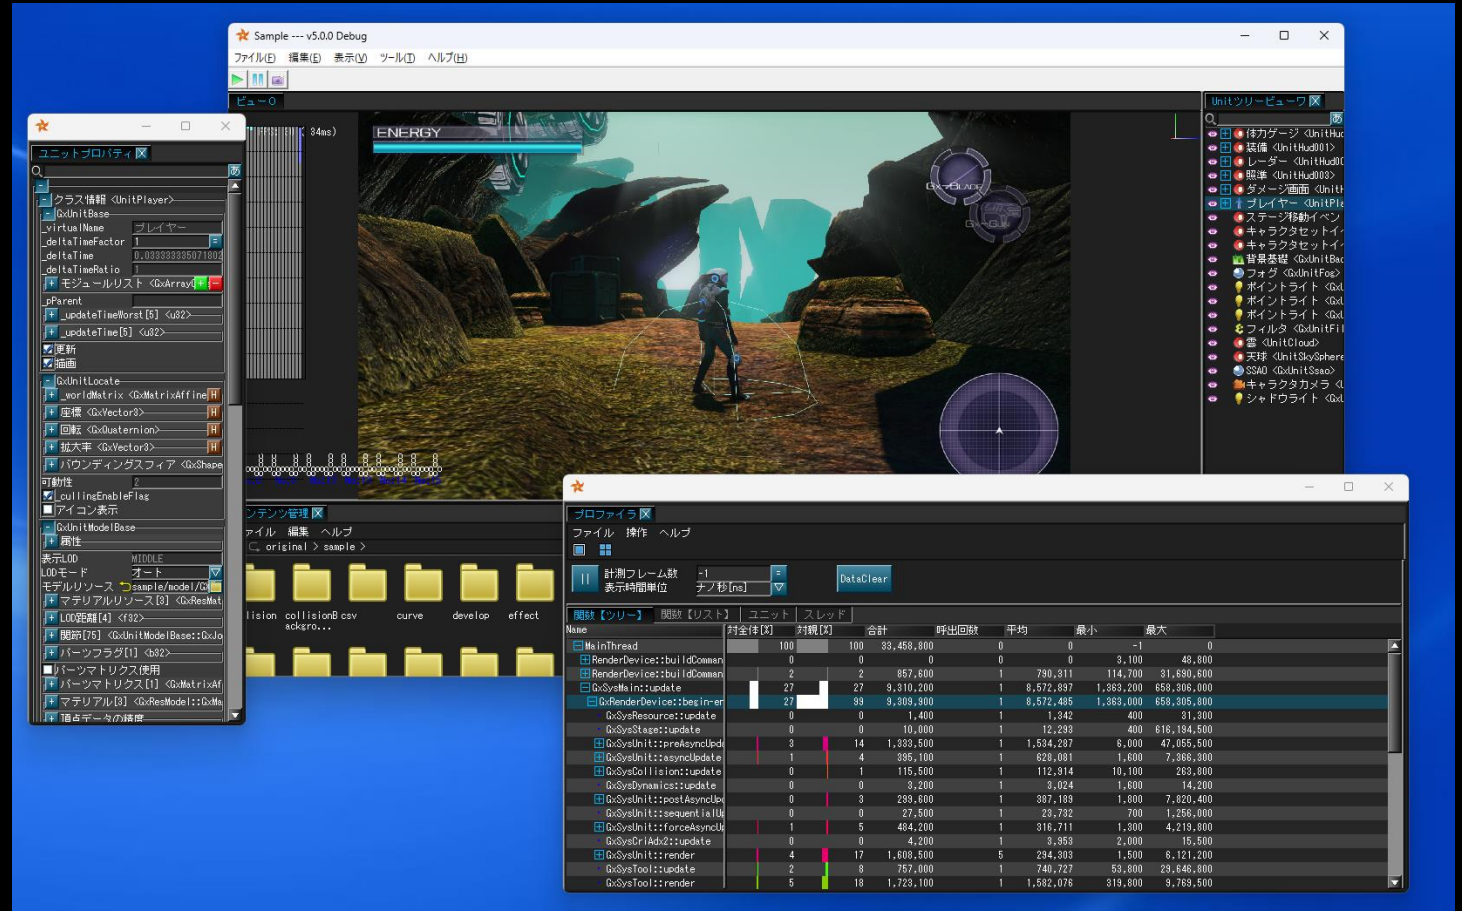 Sample --- v5.0.0 Debug
ファイル(F) 編集(E) 表示(V) ツール(T) ヘルプ(H)
ビュー0
34ms)
ENERGY
Gx-BLADE
Unitツリービューワ
あ
体力ゲージ <UnitHud
装備 <UnitHud001>
レーダー <UnitHud00
照準 <UnitHud003>
ダメージ画面 <UnitH
プレイヤー <UnitPla
ステージ移動イベン
キャラクタセットイ
キャラクタセットイ
背景基礎 <GxUnitBac
フォグ <GxUnitFog>
ポイントライト <GxU
ポイントライト <GxU
ポイントライト <GxU
フィルタ <GxUnitFil
雲 <UnitCloud>
天球 <UnitSkySphere
SSAO <GxUnitSsao>
キャラクタカメラ <U
シャドウライト <GxU
ユニットプロパティ
あ
クラス情報 <UnitPlayer>
GxUnitBase
_virtualName プレイヤー
_deltaTimeFactor 1
_deltaTime 0.033333335071802
_deltaTimeRatio 1
モジュールリスト <GxArray
_pParent
_updateTimeWorst[5] <u32>
_updateTime[5] <u32>
更新
描画
GxUnitLocate
_worldMatrix <GxMatrixAffine H
座標 <GxVector3> H
回転 <GxQuaternion> H
拡大率 <GxVector3> H
バウンディングスフィア <GxShape
可動性 2
_cullingEnableFlag
アイコン表示
GxUnitModelBase
属性
表示LOD MIDDLE
LODモード オート
モデルリソース sample/model/GX
マテリアルリソース[3] <GxResMat
LOD距離[4] <f32>
関節[75] <GxUnitModelBase::GxJo
パーツフラグ[1] <b32>
パーツマトリクス使用
パーツマトリクス[1] <GxMatrixAf
マテリアル[3] <GxResModel::GxMa
頂点データの精度
ンテンツ管理
ァイル 編集 ヘルプ
original > sample >
lision collisionBackgro... csv curve develop effect
プロファイラ
ファイル 操作 ヘルプ
計測フレーム数 -1
表示時間単位 ナノ秒[ns]
DataClear
関数【ツリー】 関数【リスト】 ユニット スレッド
Name 対全体[%] 対親[%] 合計 呼出回数 平均 最小 最大
MainThread 100 100 33,458,800 0 0 -1 0
RenderDevice::buildComman 0 0 0 0 0 3,100 48,800
RenderDevice::buildComman 2 2 857,600 1 790,311 114,700 31,690,600
GxSysMain::update 27 27 9,310,200 1 8,572,897 1,363,200 658,306,000
GxRenderDevice::begin-er 27 99 9,309,900 1 8,572,485 1,363,000 658,305,800
GxSysResource::update 0 0 1,400 1 1,342 400 31,300
GxSysStage::update 0 0 10,000 1 12,293 400 616,194,500
GxSysUnit::preAsyncUpda 3 14 1,333,500 1 1,534,287 6,000 47,055,500
GxSysUnit::asyncUpdate 1 4 395,100 1 628,081 1,600 7,366,300
GxSysCollision::update 0 1 115,500 1 112,914 10,100 263,800
GxSysDynamics::update 0 0 3,200 1 3,024 1,600 14,200
GxSysUnit::postAsyncUpd 0 3 299,600 1 387,189 1,800 7,820,400
GxSysUnit::sequentialU 0 0 27,500 1 23,732 700 1,256,000
GxSysUnit::forceAsyncU 1 5 484,200 1 316,711 1,300 4,219,800
GxSysCriAdx2::update 0 0 4,200 1 3,953 2,000 15,500
GxSysUnit::render 4 17 1,608,500 5 294,303 1,500 6,121,200
GxSysTool::update 2 8 757,000 1 740,727 53,800 29,646,800
GxSysTool::render 5 18 1,723,100 1 1,582,076 319,800 9,769,500